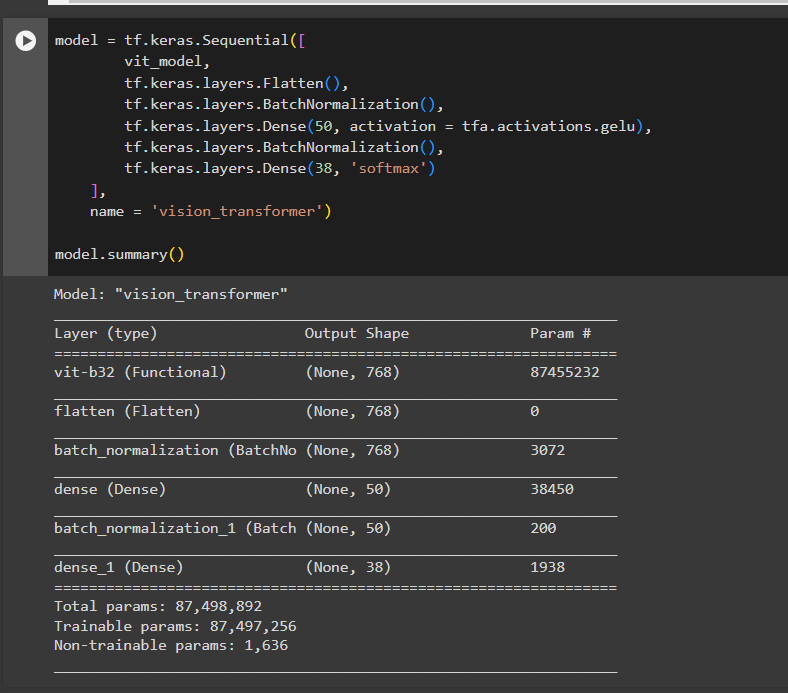 model = tf.keras.Sequential([
        vit_model,
        tf.keras.layers.Flatten(),
        tf.keras.layers.BatchNormalization(),
        tf.keras.layers.Dense(50, activation = tfa.activations.gelu),
        tf.keras.layers.BatchNormalization(),
        tf.keras.layers.Dense(38, 'softmax')
    ],
    name = 'vision_transformer')

model.summary()
Model: "vision_transformer"
_________________________________________________________________
Layer (type)                 Output Shape              Param #
=================================================================
vit-b32 (Functional)         (None, 768)               87455232
_________________________________________________________________
flatten (Flatten)            (None, 768)               0
_________________________________________________________________
batch_normalization (BatchNo (None, 768)               3072
_________________________________________________________________
dense (Dense)                (None, 50)                38450
_________________________________________________________________
batch_normalization_1 (Batch (None, 50)                200
_________________________________________________________________
dense_1 (Dense)              (None, 38)                1938
=================================================================
Total params: 87,498,892
Trainable params: 87,497,256
Non-trainable params: 1,636
_________________________________________________________________